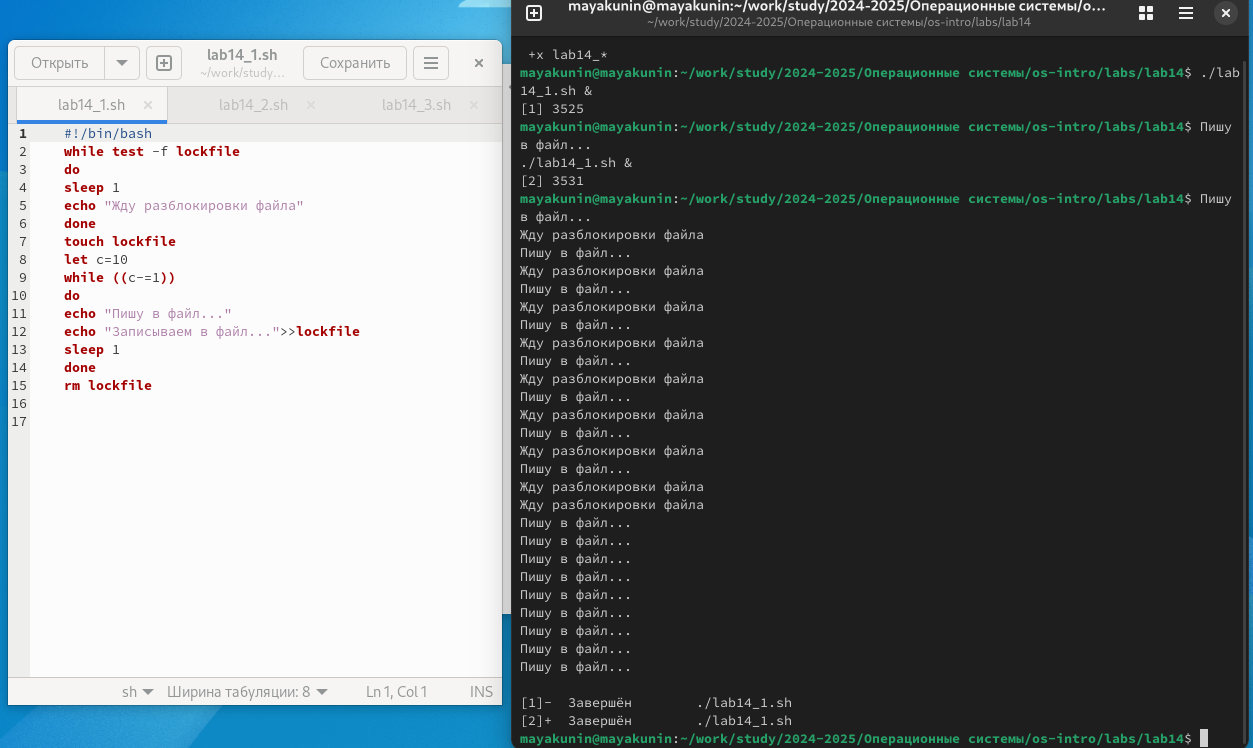 Открыть
lab14_1.sh
~/work/study...
Сохранить
lab14_1.sh
lab14_2.sh
lab14_3.sh
1 #!/bin/bash
2 while test -f lockfile
3 do
4 sleep 1
5 echo "Жду разблокировки файла"
6 done
7 touch lockfile
8 let c=10
9 while ((c-=1))
10 do
11 echo "Пишу в файл..."
12 echo "Записываем в файл...">>lockfile
13 sleep 1
14 done
15 rm lockfile
16
17
sh Ширина табуляции: 8 Ln 1, Col 1 INS
mayakunin@mayakunin:~/work/study/2024-2025/Операционные системы/o...
~/work/study/2024-2025/Операционные системы/os-intro/labs/lab14
+x lab14_*
mayakunin@mayakunin:~/work/study/2024-2025/Операционные системы/os-intro/labs/lab14$ ./lab
14_1.sh &
[1] 3525
mayakunin@mayakunin:~/work/study/2024-2025/Операционные системы/os-intro/labs/lab14$ Пишу
в файл...
./lab14_1.sh &
[2] 3531
mayakunin@mayakunin:~/work/study/2024-2025/Операционные системы/os-intro/labs/lab14$ Пишу
в файл...
Жду разблокировки файла
Пишу в файл...
Жду разблокировки файла
Пишу в файл...
Жду разблокировки файла
Пишу в файл...
Жду разблокировки файла
Пишу в файл...
Жду разблокировки файла
Пишу в файл...
Жду разблокировки файла
Пишу в файл...
Жду разблокировки файла
Пишу в файл...
Жду разблокировки файла
Жду разблокировки файла
Пишу в файл...
Пишу в файл...
Пишу в файл...
Пишу в файл...
Пишу в файл...
Пишу в файл...
Пишу в файл...
Пишу в файл...
Пишу в файл...
[1]- Завершён ./lab14_1.sh
[2]+ Завершён ./lab14_1.sh
mayakunin@mayakunin:~/work/study/2024-2025/Операционные системы/os-intro/labs/lab14$